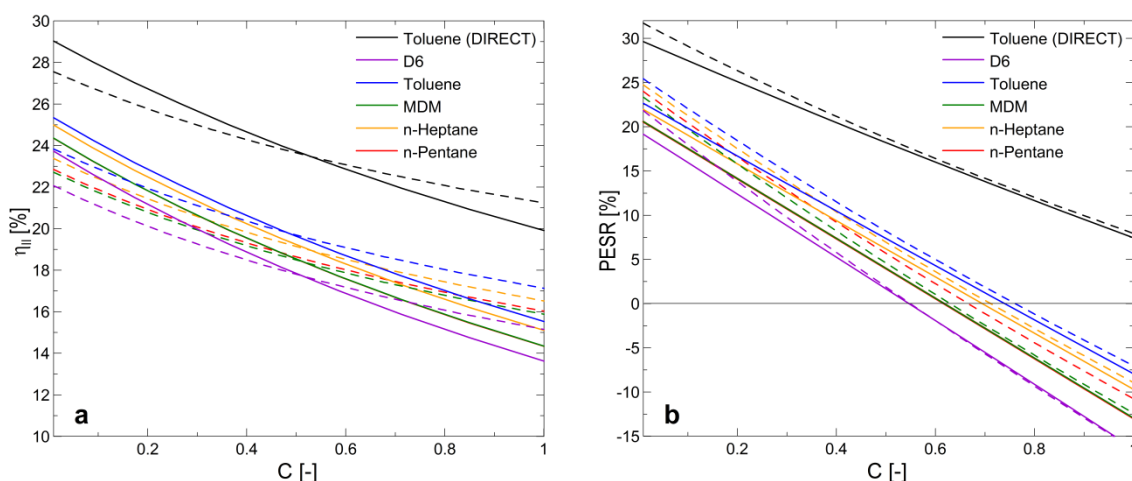 30
28
26
24
22
20
18
16
14
12
10
η_II [%]
0.2
0.4
0.6
0.8
1
C [-]
Toluene (DIRECT)
D6
Toluene
MDM
n-Heptane
n-Pentane
a
30
25
20
15
10
5
0
-5
-10
-15
PESR [%]
0.2
0.4
0.6
0.8
1
C [-]
Toluene (DIRECT)
D6
Toluene
MDM
n-Heptane
n-Pentane
b